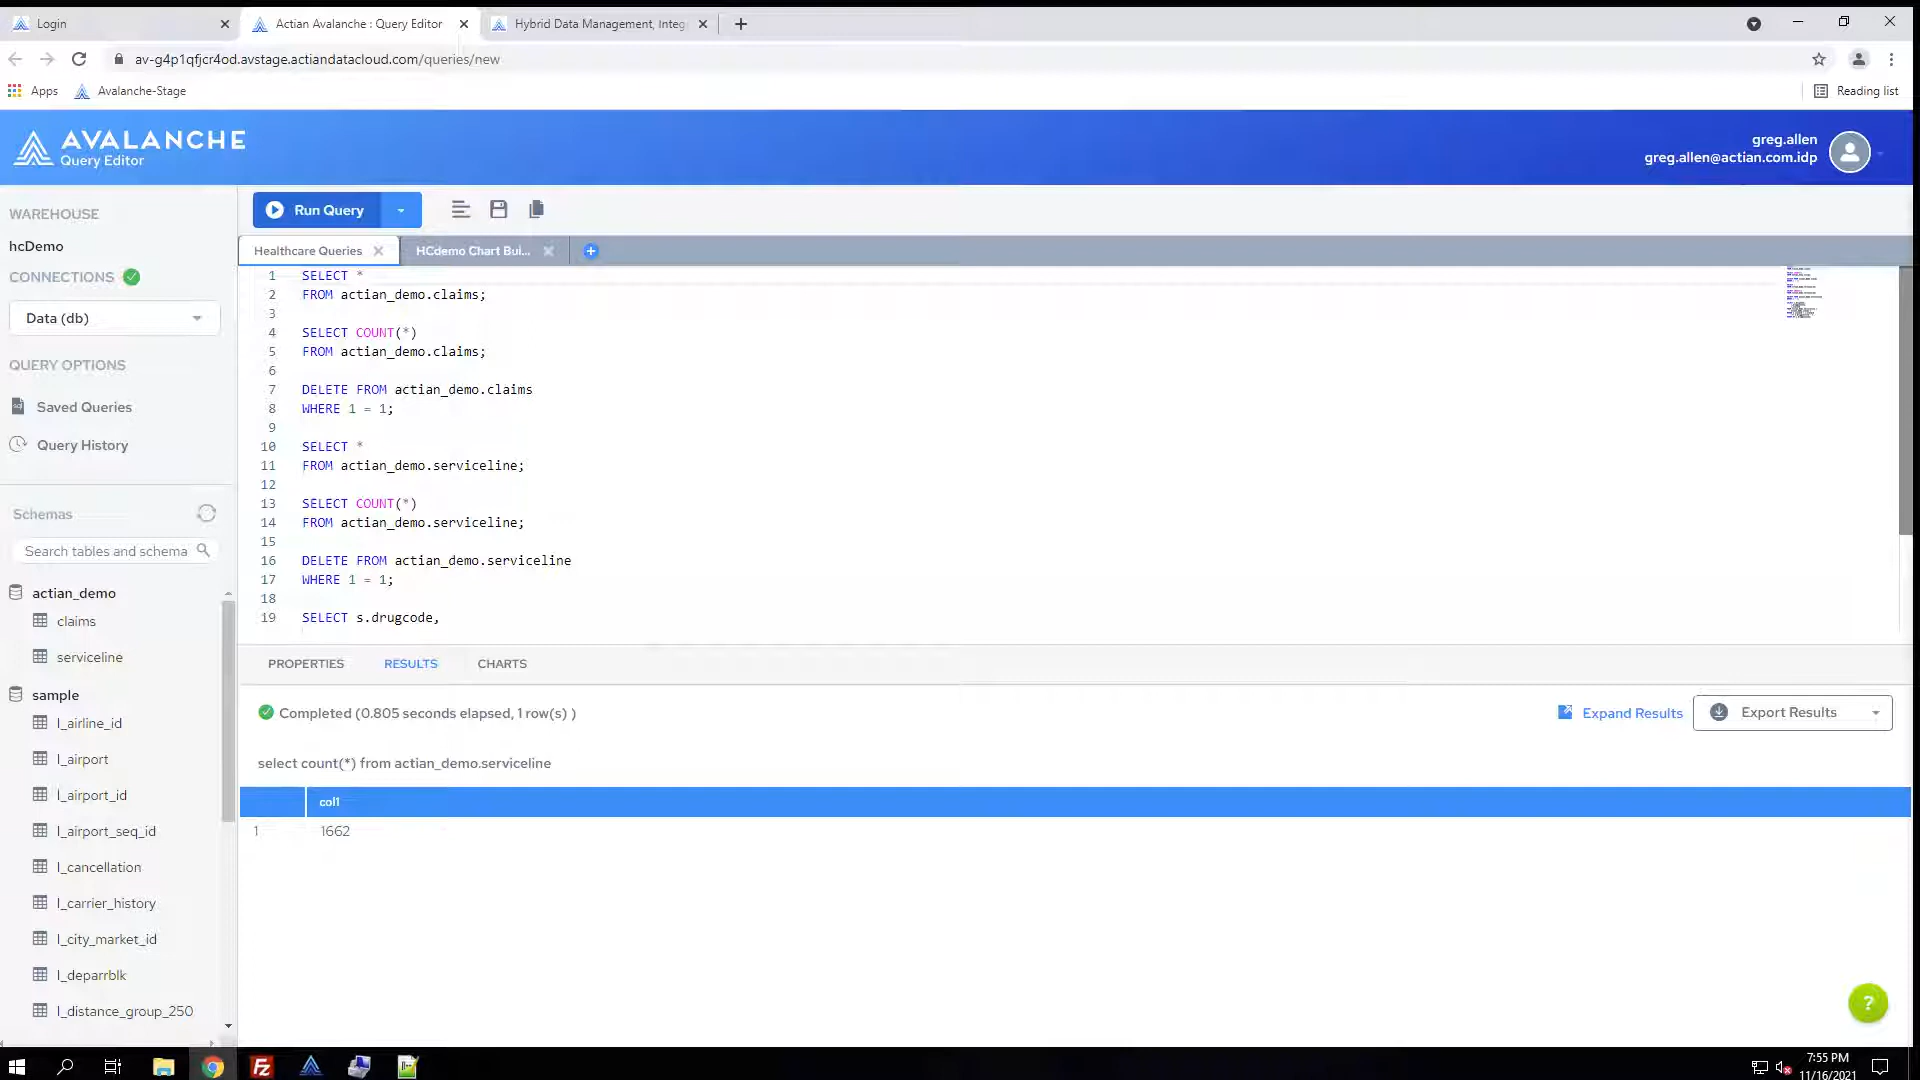 Login
Actian Avalanche : Query Editor
Hybrid Data Management, Integ
av-g4p1qfjcr4od.avstage.actiandatacloud.com/queries/new
Apps
Avalanche-Stage
Reading list
AVALANCHE
Query Editor
greg.allen
greg.allen@actian.com.idp
WAREHOUSE
hcDemo
CONNECTIONS
Data (db)
QUERY OPTIONS
Saved Queries
Query History
Schemas
Search tables and schema
actian_demo
claims
serviceline
sample
l_airline_id
l_airport
l_airport_id
l_airport_seq_id
l_cancellation
l_carrier_history
l_city_market_id
l_deparrblk
l_distance_group_250
Run Query
Healthcare Queries
HCdemo Chart Bui...
1 SELECT *
2 FROM actian_demo.claims;
3
4 SELECT COUNT(*)
5 FROM actian_demo.claims;
6
7 DELETE FROM actian_demo.claims
8 WHERE 1 = 1;
9
10 SELECT *
11 FROM actian_demo.serviceline;
12
13 SELECT COUNT(*)
14 FROM actian_demo.serviceline;
15
16 DELETE FROM actian_demo.serviceline
17 WHERE 1 = 1;
18
19 SELECT s.drugcode,
PROPERTIES RESULTS CHARTS
Completed (0.805 seconds elapsed, 1 row(s) )
Expand Results
Export Results
select count(*) from actian_demo.serviceline
col1
1 1662
?
7:55 PM
11/16/2021